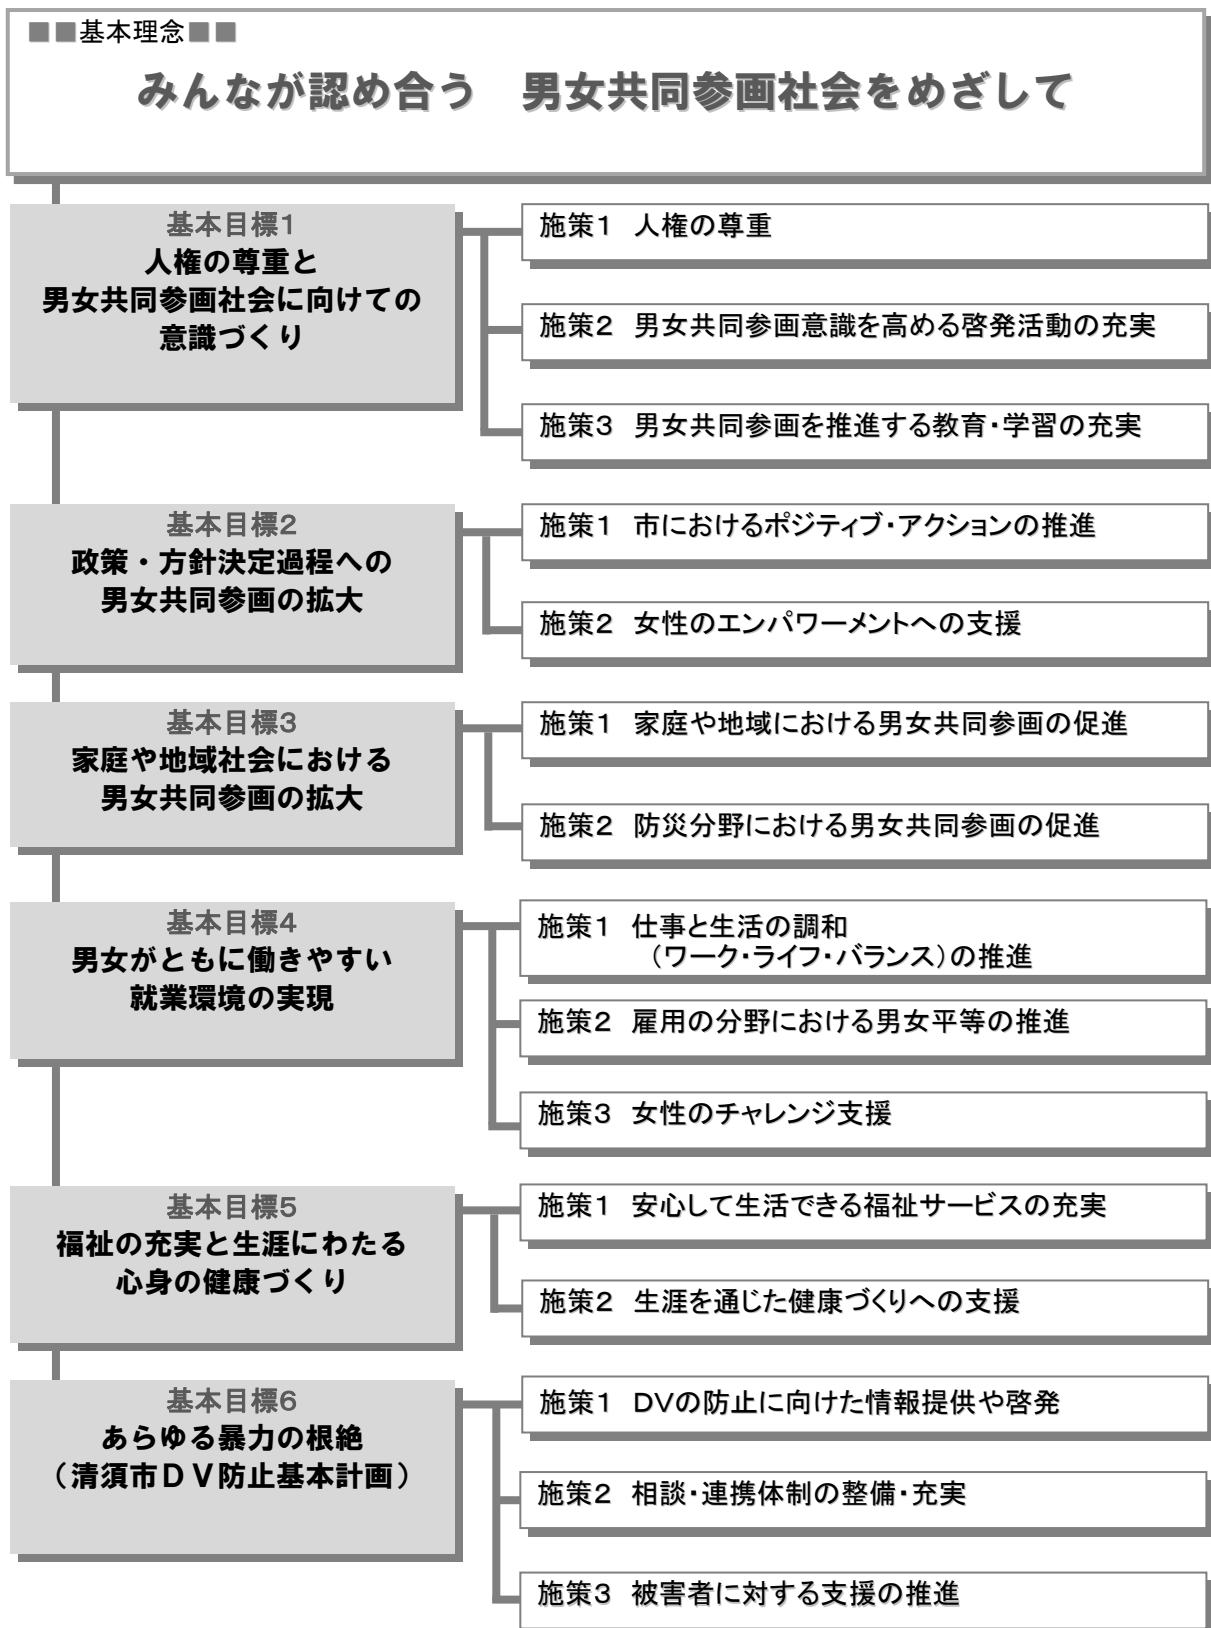 ■■基本理念■■
みんなが認め合う　男女共同参画社会をめざして
基本目標1
人権の尊重と
男女共同参画社会に向けての
意識づくり
施策1　人権の尊重
施策2　男女共同参画意識を高める啓発活動の充実
施策3　男女共同参画を推進する教育・学習の充実
基本目標2
政策・方針決定過程への
男女共同参画の拡大
施策1　市におけるポジティブ・アクションの推進
施策2　女性のエンパワーメントへの支援
基本目標3
家庭や地域社会における
男女共同参画の拡大
施策1　家庭や地域における男女共同参画の促進
施策2　防災分野における男女共同参画の促進
基本目標4
男女がともに働きやすい
就業環境の実現
施策1　仕事と生活の調和
（ワーク・ライフ・バランス）の推進
施策2　雇用の分野における男女平等の推進
施策3　女性のチャレンジ支援
基本目標5
福祉の充実と生涯にわたる
心身の健康づくり
施策1　安心して生活できる福祉サービスの充実
施策2　生涯を通じた健康づくりへの支援
基本目標6
あらゆる暴力の根絶
（清須市ＤＶ防止基本計画）
施策1　DVの防止に向けた情報提供や啓発
施策2　相談・連携体制の整備・充実
施策3　被害者に対する支援の推進